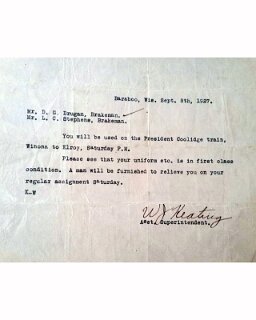 Baraboo, Wis. Sept. 8th, 1927.
Mr. D. S. Drugan, Brakeman.
Mr. L. C. Stephens, Brakeman.
You will be used on the President Coolidge train,
Winona to Elroy, Saturday P.M.
Please see that your uniform etc. is in first class
condition. A man will be furnished to relieve you on your
regular assignment Saturday.
K-W
W J Keating
Asst. Superintendent.